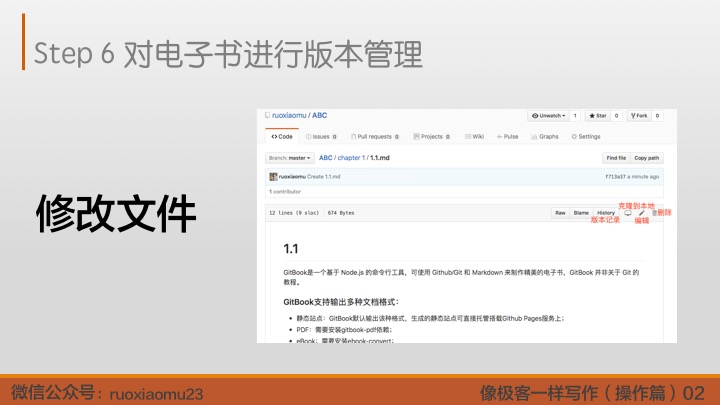 Step 6 对电子书进行版本管理
修改文件
ruoxiaomu / ABC
Unwatch 1 Star 0 Fork 0
Code Issues 0 Pull requests 0 Projects 0 Wiki Pulse Graphs Settings
Branch: master ABC / chapter 1 / 1.1.md Find file Copy path
ruoxiaomu Create 1.1.md f713a37 a minute ago
1 contributor
12 lines (8 sloc) 674 Bytes Raw Blame History
克隆到本地
删除
版本记录 编辑
1.1
GitBook是一个基于 Node.js 的命令行工具，可使用 Github/Git 和 Markdown 来制作精美的电子书，GitBook 并非关于 Git 的
教程。
GitBook支持输出多种文档格式：
• 静态站点：GitBook默认输出该种格式，生成的静态站点可直接托管搭载Github Pages服务上；
• PDF：需要安装gitbook-pdf依赖；
• eBook：需要安装ebook-convert；
微信公众号：ruoxiaomu23
像极客一样写作（操作篇）02